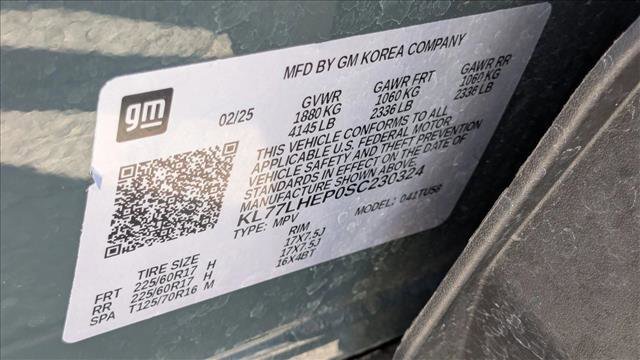 gm
MFD BY GM KOREA COMPANY
02/25
GVWR GAWR FRT GAWR RR
1880 KG 1060 KG 1060 KG
4145 LB 2336 LB 2336 LB
THIS VEHICLE CONFORMS TO ALL
APPLICABLE U.S. FEDERAL MOTOR
VEHICLE SAFETY AND THEFT PREVENTION
STANDARDS IN EFFECT ON THE DATE OF
MANUFACTURE SHOWN ABOVE.
KL77LHEP0SC230324
TYPE: MPV MODEL: 041TU58
TIRE SIZE RIM
FRT 225/60R17 H 17X7.5J
RR 225/60R17 H 17X7.5J
SPA T125/70R16 M 16X4BT